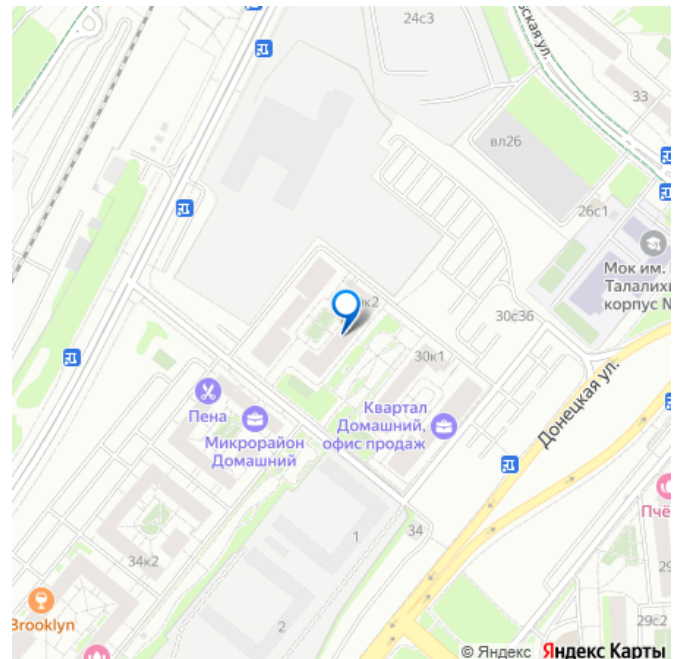 24с3
вская ул.
33
вл26
26с1
Мок им.
Талалих
корпус N
к2
30с36
30к1
Донецкая ул.
Пена
Микрорайон
Домашний
Квартал
Домашний,
офис продаж
Пчё
34
1
34к2
29
29с2
Brooklyn
2
© Яндекс Яндекс Карты